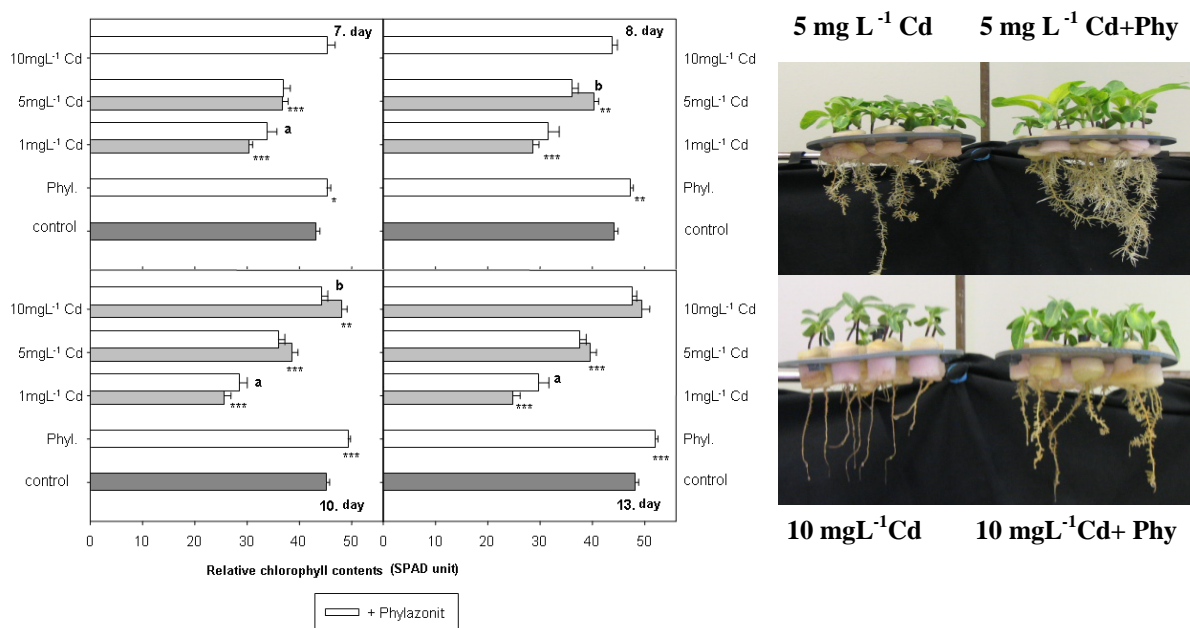 7. day
8. day
10mgL⁻¹ Cd
10mgL⁻¹ Cd
b
5mgL⁻¹ Cd
5mgL⁻¹ Cd
***
**
a
1mgL⁻¹ Cd
1mgL⁻¹ Cd
***
***
Phyl.
Phyl.
*
**
control
control
b
10mgL⁻¹ Cd
10mgL⁻¹ Cd
**
5mgL⁻¹ Cd
5mgL⁻¹ Cd
***
***
a
a
1mgL⁻¹ Cd
1mgL⁻¹ Cd
***
***
Phyl.
Phyl.
***
***
control
control
10. day
13. day
0 10 20 30 40 50 0 10 20 30 40 50
Relative chlorophyll contents (SPAD unit)
+ Phylazonit
5 mg L ⁻¹ Cd 5 mg L ⁻¹ Cd+Phy
10 mgL⁻¹Cd 10 mgL⁻¹Cd+ Phy